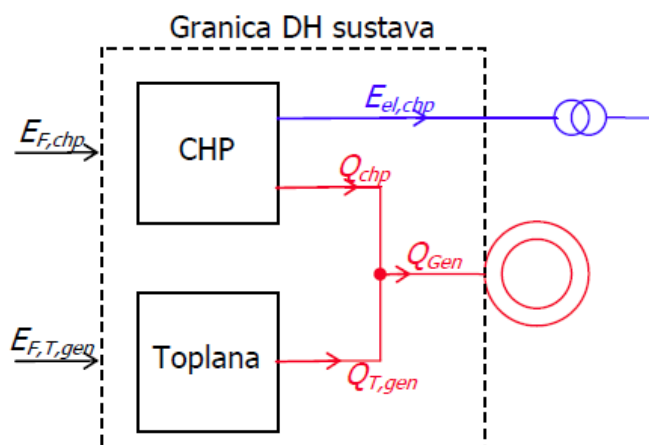 Granica DH sustava
E_el,chp
E_F,chp
CHP
Q_chp
Q_Gen
E_F,T,gen
Toplana
Q_T,gen